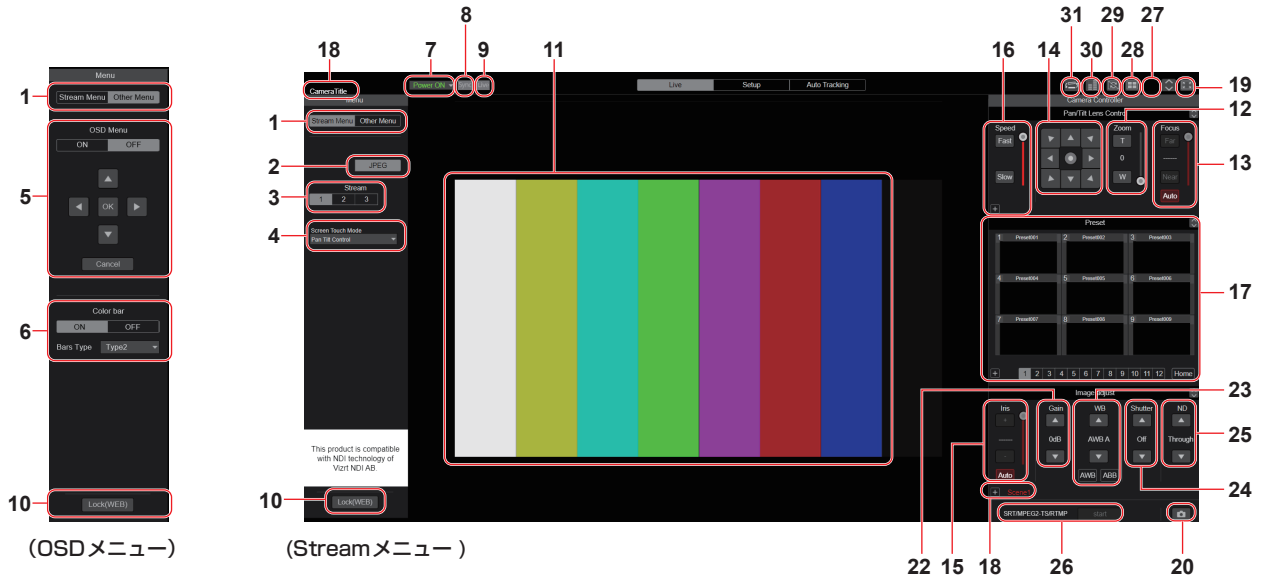 8
31
29
27
18
7
9
11
16
14
30
28
Menu
1
Stream Menu
Other Menu
OSD Menu
ON
OFF
5
OK
Cancel
Color bar
6
ON
OFF
Bars Type
Type2
10
Lock(WEB)
(OSDメニュー)
CameraTitle
Power ON
Live
Setup
Auto Tracking
19
Menu
1
Stream Menu
Other Menu
2
JPEG
3
Stream
1 2 3
4
Screen Touch Mode
Pan Tilt Control
This product is compatible
with NDI technology of
Vizrt NDI AB.
10
Lock(WEB)
(Streamメニュー )
Camera Controller
Pan/Tilt Lens Control
12
Speed
Fast
Slow
Zoom
T
0
W
Focus
Far
Near
Auto
13
Preset
1 Preset001
2 Preset002
3 Preset003
4 Preset004
5 Preset005
6 Preset006
7 Preset007
8 Preset008
9 Preset009
17
+ 1 2 3 4 5 6 7 8 9 10 11 12 Home
22
23
Image adjust
Iris
+
-
Auto
Gain
0dB
WB
AWB A
AWB ABB
Shutter
Off
ND
Through
25
15
24
+ Scene1
SRT/MPEG2-TS/RTMP
start
22 15 18 26 20